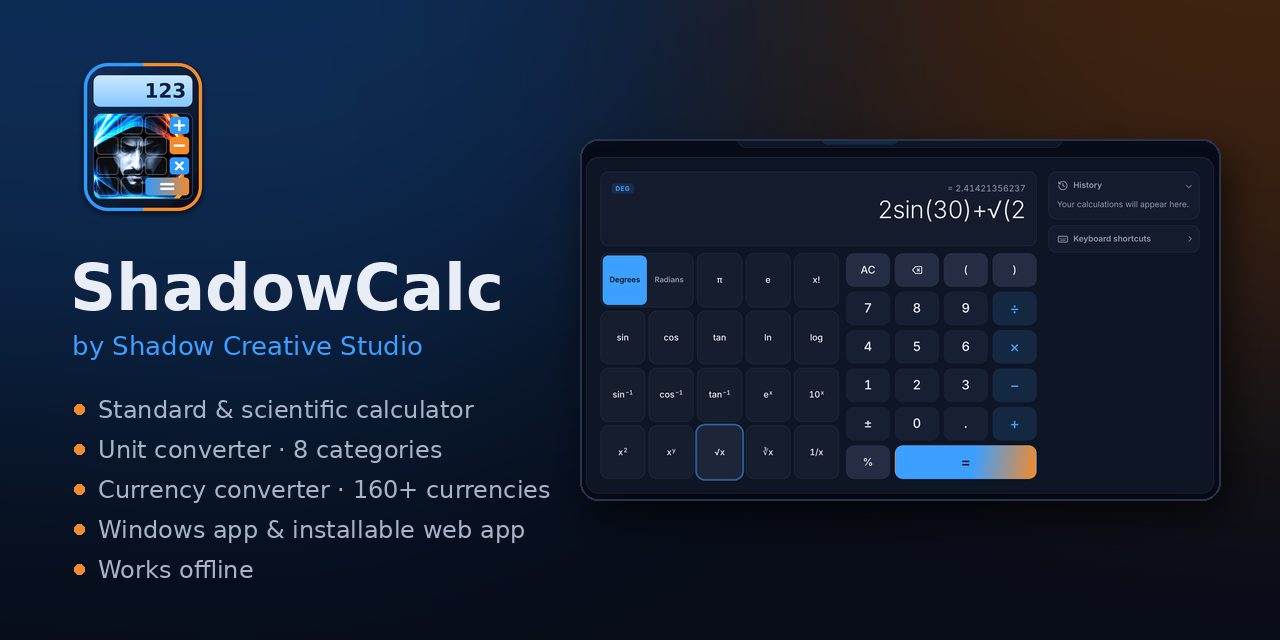 123
+
−
×
=
ShadowCalc
by Shadow Creative Studio
Standard & scientific calculator
Unit converter · 8 categories
Currency converter · 160+ currencies
Windows app & installable web app
Works offline
DEG
= 2.41421356237
2sin(30)+√(2
Degrees Radians π e x!
sin cos tan ln log
sin⁻¹ cos⁻¹ tan⁻¹ eˣ 10ˣ
x² xʸ √x ∛x 1/x
AC ( )
7 8 9 ÷
4 5 6 ×
1 2 3 −
± 0 . +
% =
History
Your calculations will appear here.
Keyboard shortcuts